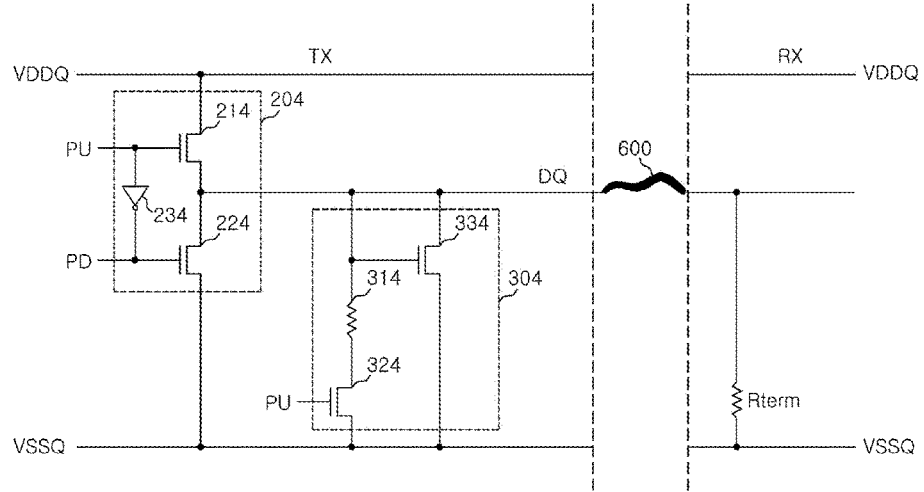 TX
RX
VDDQ
VDDQ
204
214
PU
600
DQ
234
224
334
PD
314
304
324
PU
Rterm
VSSQ
VSSQ